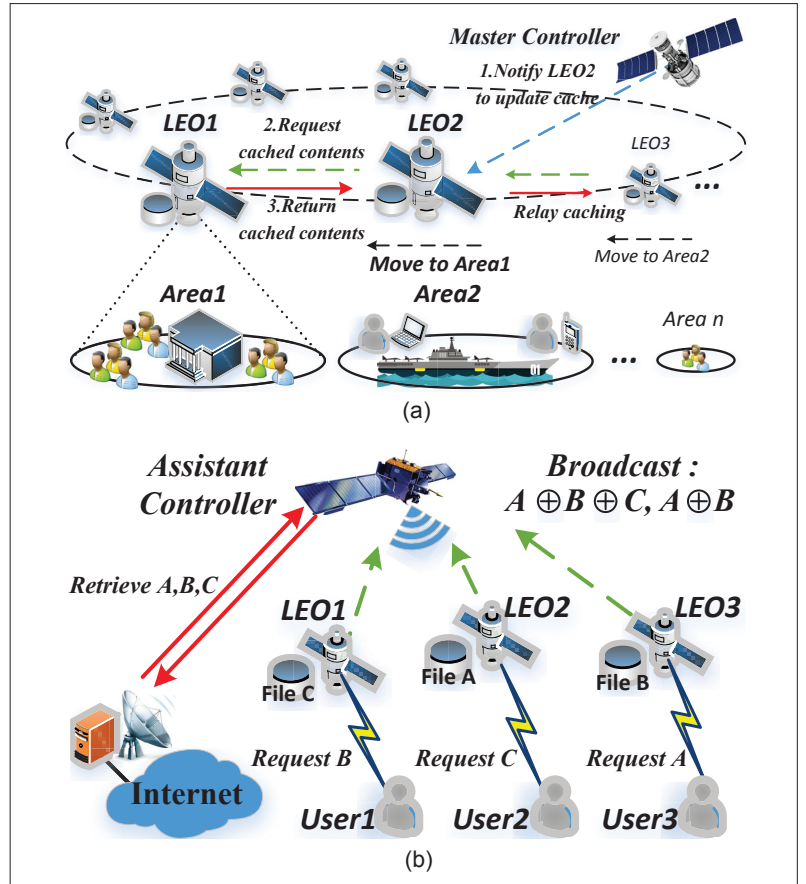 Master Controller
1.Notify LEO2
to update cache
LEO1
2.Request
cached contents
LEO2
LEO3
...
3.Return
cached contents
Relay caching
Move to Area1
Move to Area2
Area1
Area2
Area n
...
01
(a)
Assistant
Controller
Broadcast :
A ⊕B ⊕ C, A ⊕B
Retrieve A,B,C
LEO1
LEO2
LEO3
File C
File A
File B
Request B
Request C
Request A
Internet
User1
User2
User3
(b)